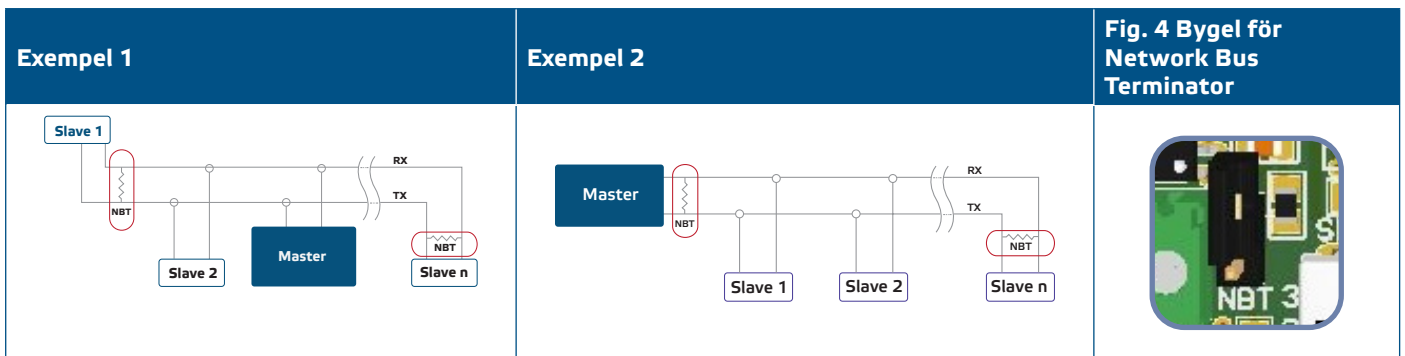 Exempel 1
Exempel 2
Fig. 4 Bygel för
Network Bus
Terminator
Slave 1
NBT
RX
TX
Slave 2
Master
NBT
Slave n
Master
NBT
RX
TX
Slave 1
Slave 2
NBT
Slave n
NBT 3